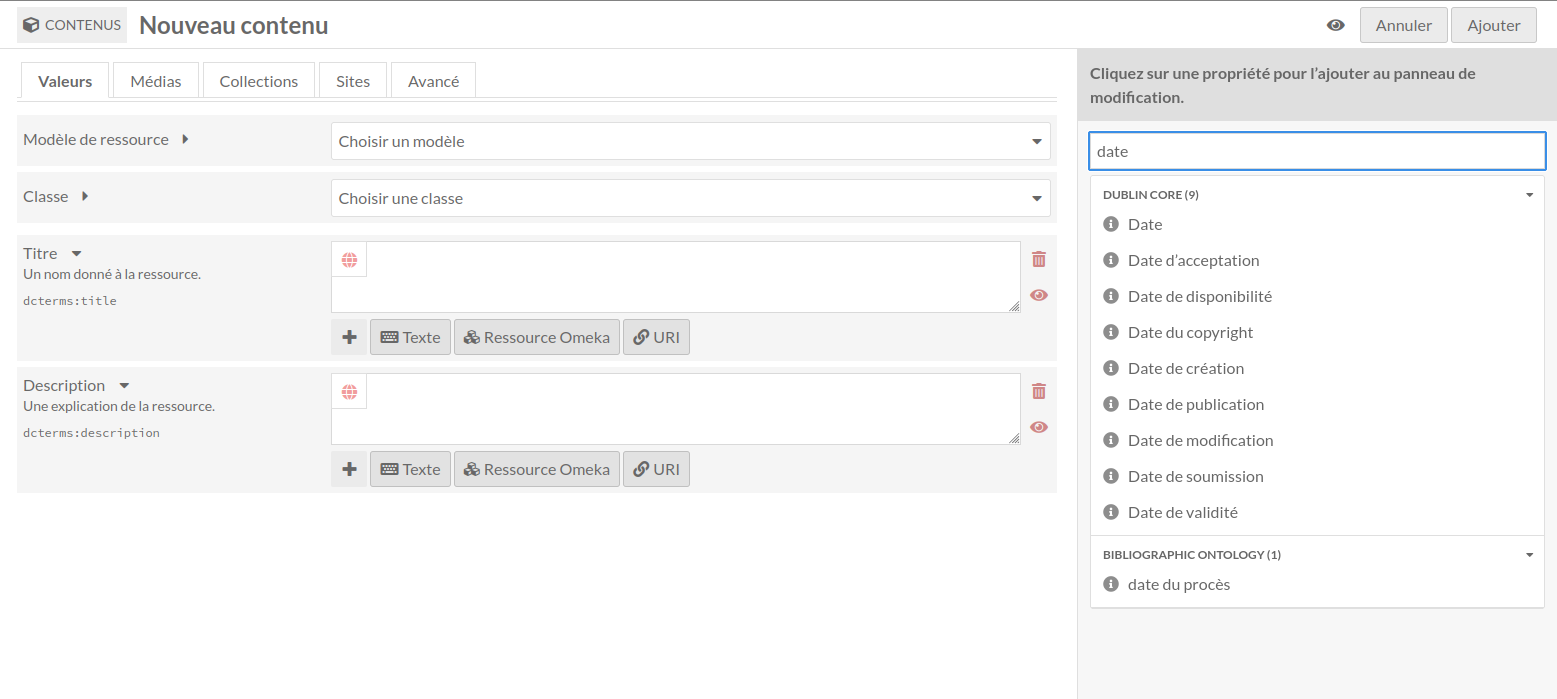 CONTENUS Nouveau contenu
Annuler Ajouter
Valeurs Médias Collections Sites Avancé
Modèle de ressource
Choisir un modèle
Classe
Choisir une classe
Titre
Un nom donné à la ressource.
dcterms:title
Texte Ressource Omeka URI
Description
Une explication de la ressource.
dcterms:description
Texte Ressource Omeka URI
Cliquez sur une propriété pour l’ajouter au panneau de
modification.
date
DUBLIN CORE (9)
Date
Date d’acceptation
Date de disponibilité
Date du copyright
Date de création
Date de publication
Date de modification
Date de soumission
Date de validité
BIBLIOGRAPHIC ONTOLOGY (1)
date du procès